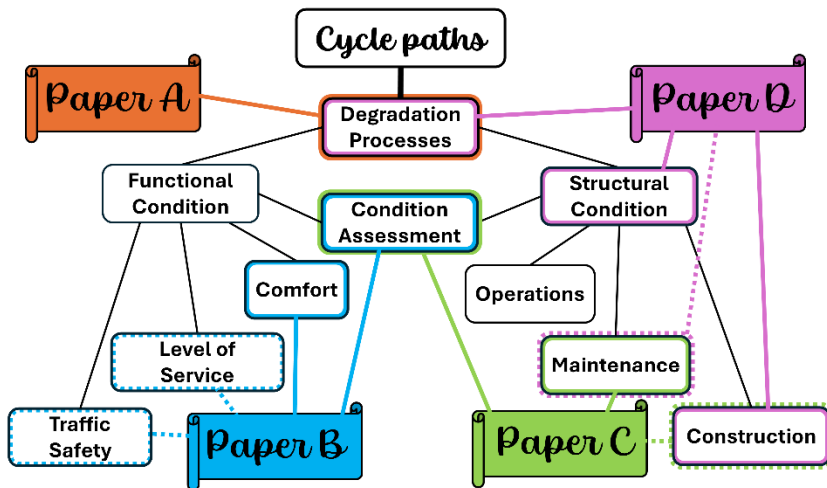 Cycle paths
Paper A
Paper D
Degradation
Processes
Functional
Condition
Structural
Condition
Condition
Assessment
Comfort
Operations
Level of
Service
Maintenance
Traffic
Safety
Paper B
Paper C
Construction